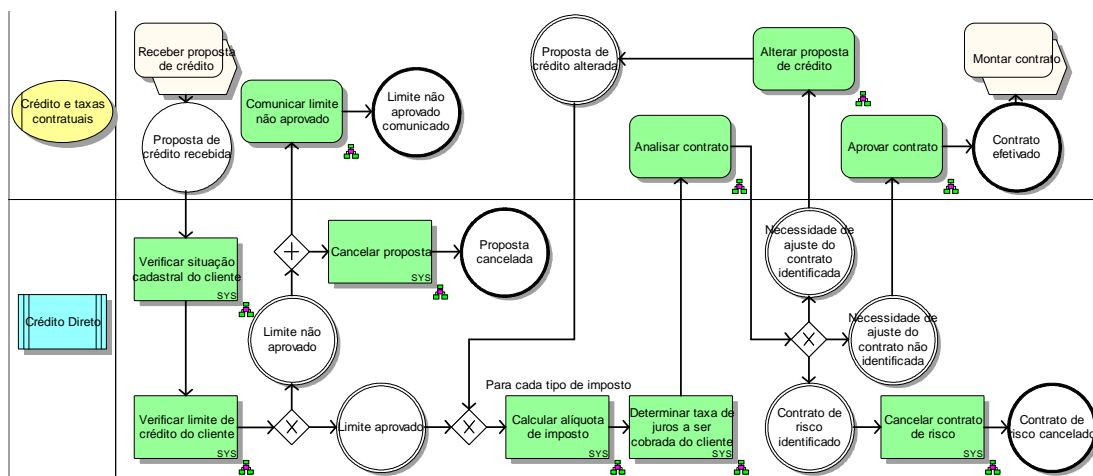 Receber proposta
de crédito
Proposta de
crédito alterada
Alterar proposta
de crédito
Montar contrato
Crédito e taxas
contratuais
Comunicar limite
não aprovado
Limite não
aprovado
comunicado
Proposta de
crédito recebida
Analisar contrato
Aprovar contrato
Contrato
efetivado
Verificar situação
cadastral do cliente
SYS
Cancelar proposta
SYS
Proposta
cancelada
Necessidade de
ajuste do
contrato
identificada
Crédito Direto
Limite não
aprovado
Necessidade de
ajuste do
contrato não
identificada
Para cada tipo de imposto
Verificar limite de
crédito do cliente
SYS
Limite aprovado
Calcular alíquota
de imposto
SYS
Determinar taxa de
juros a ser
cobrada do cliente
SYS
Contrato de
risco
identificado
Cancelar contrato
de risco
SYS
Contrato de
risco cancelado